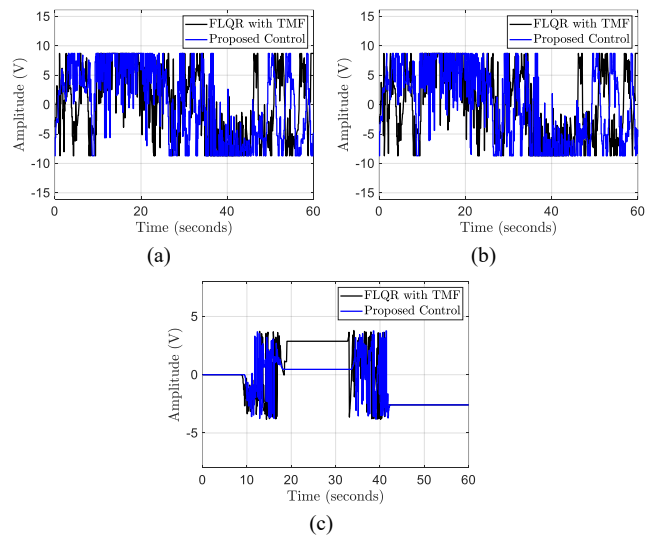 FLQR with TMF
Proposed Control
Amplitude (V)
15
10
5
0
-5
-10
-15
0 20 40 60
Time (seconds)
(a)
FLQR with TMF
Proposed Control
Amplitude (V)
15
10
5
0
-5
-10
-15
0 20 40 60
Time (seconds)
(b)
FLQR with TMF
Proposed Control
Amplitude (V)
5
0
-5
0 10 20 30 40 50 60
Time (seconds)
(c)